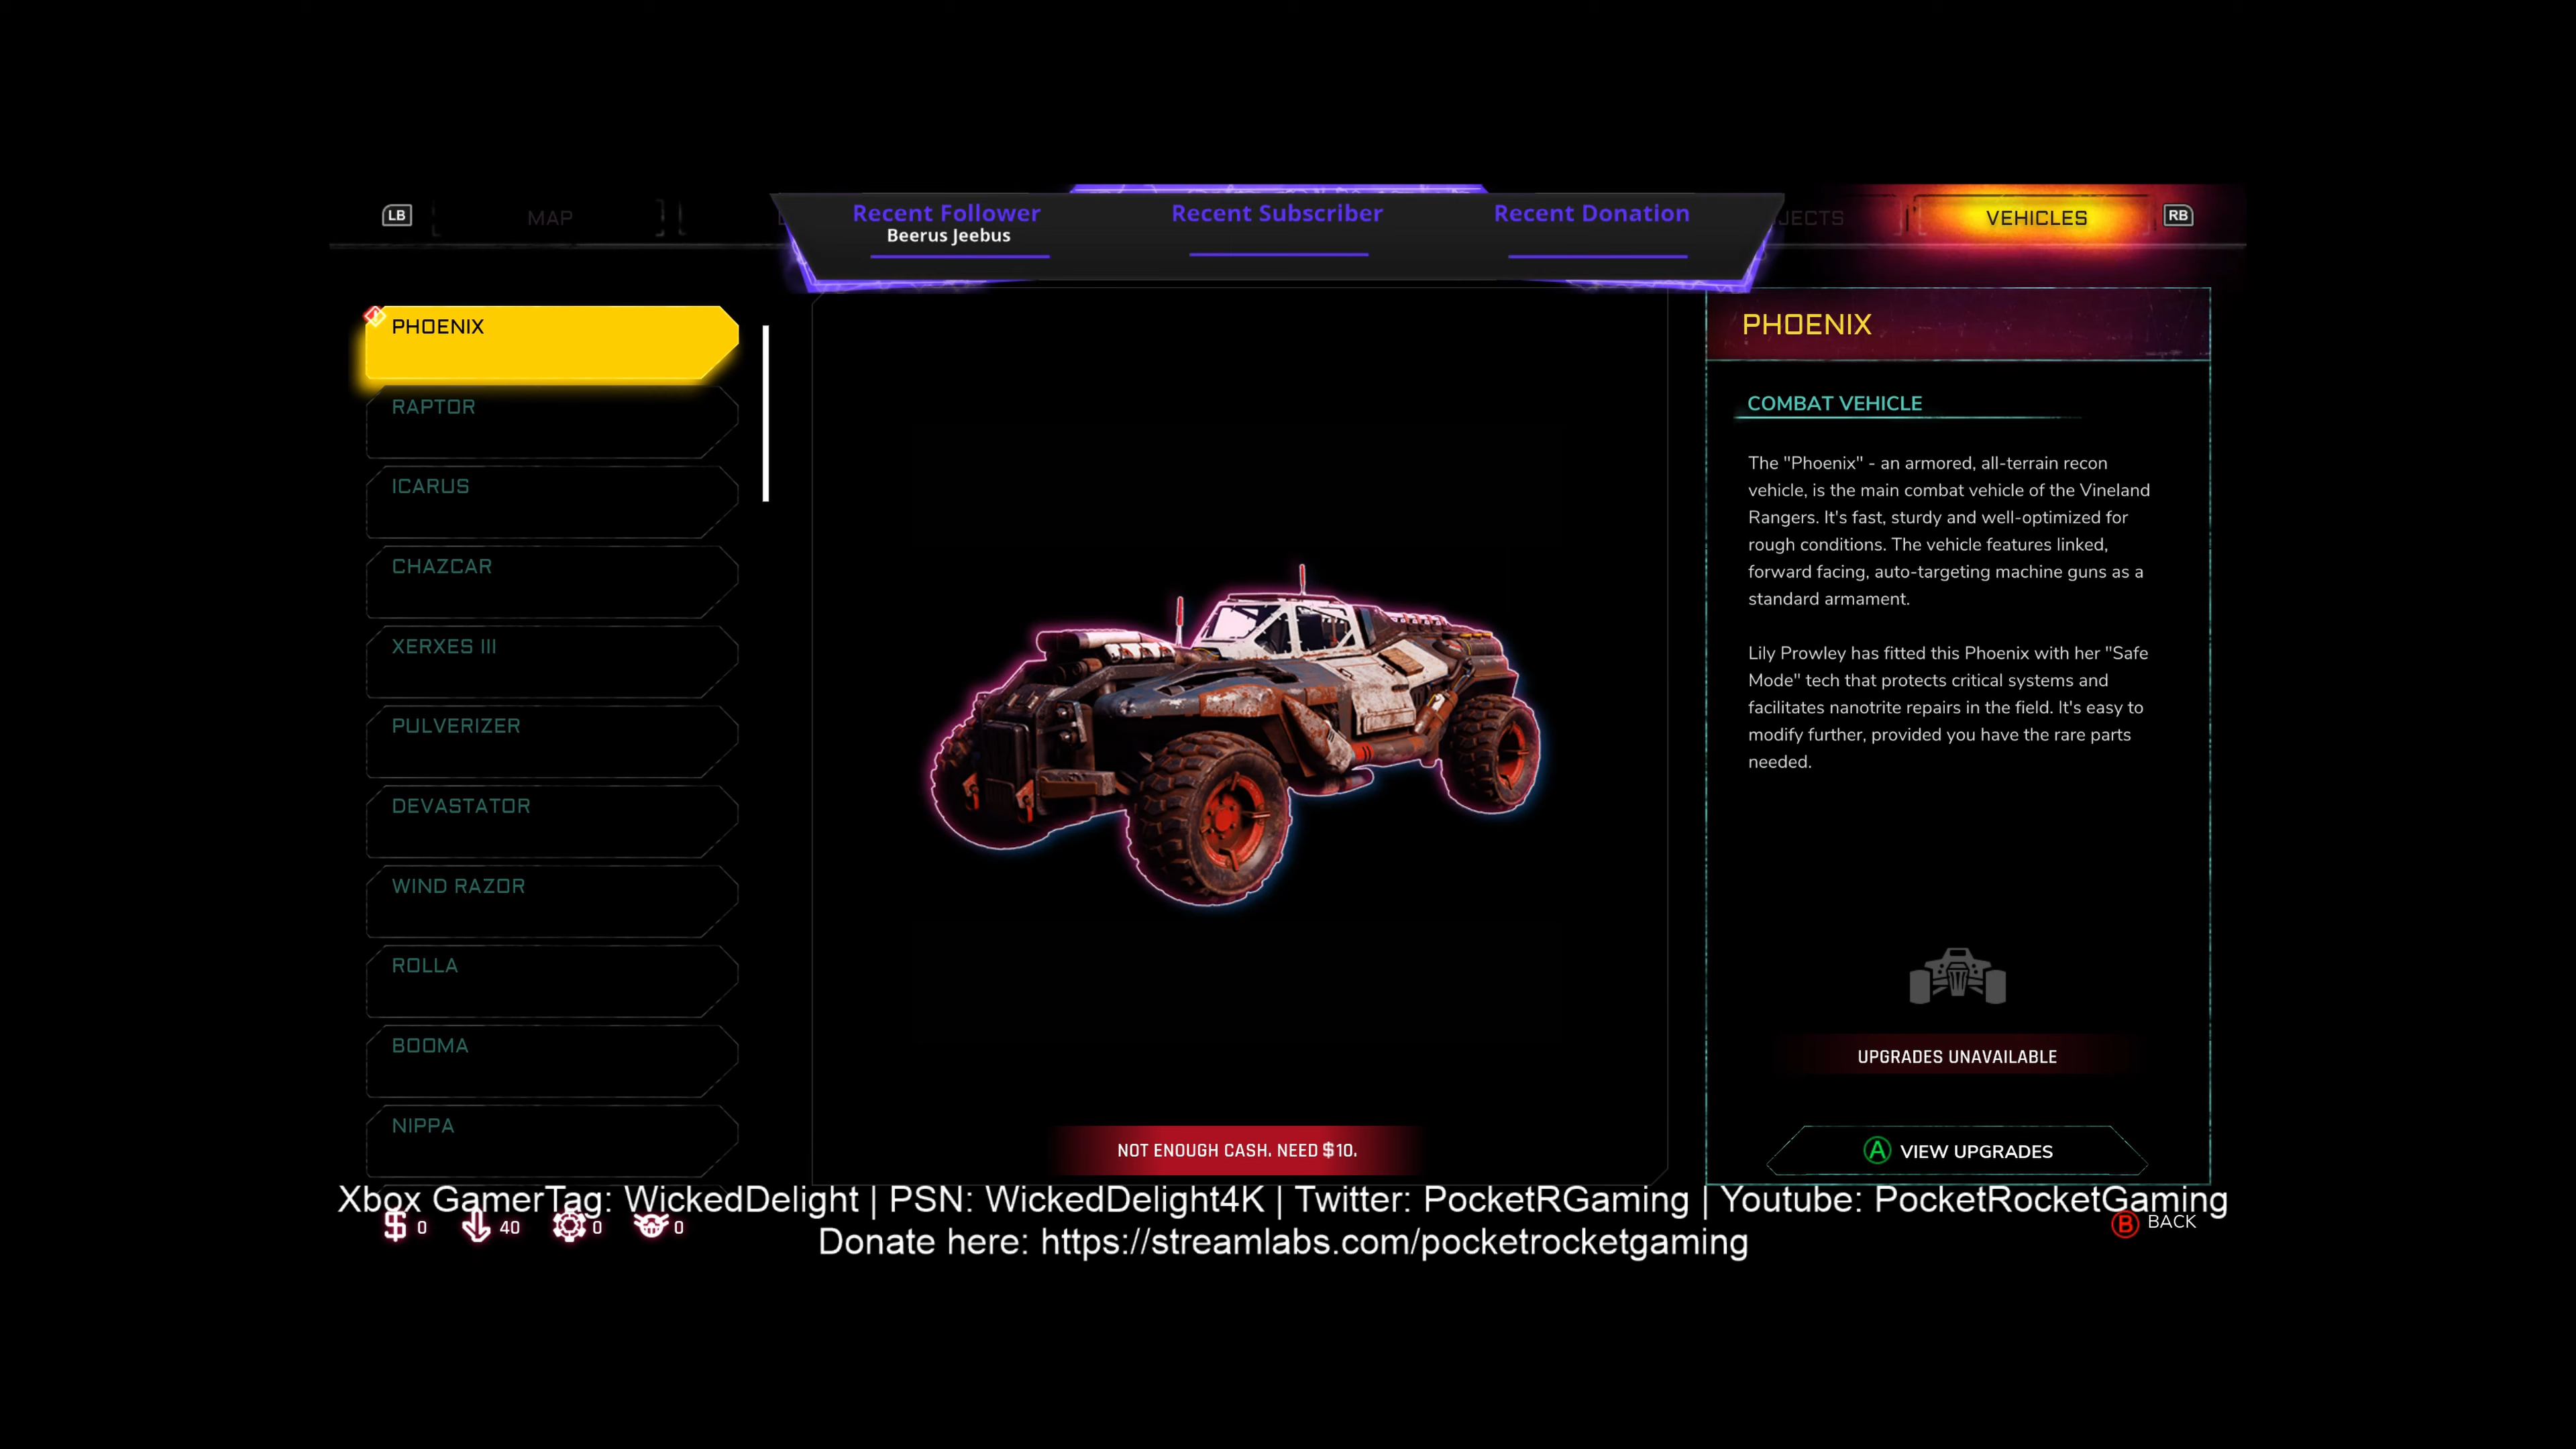 LB
MAP
Recent Follower
Beerus Jeebus
Recent Subscriber
Recent Donation
JECTS
VEHICLES
RB
PHOENIX
RAPTOR
ICARUS
CHAZCAR
XERXES III
PULVERIZER
DEVASTATOR
WIND RAZOR
ROLLA
BOOMA
NIPPA
NOT ENOUGH CASH. NEED $10.
PHOENIX
COMBAT VEHICLE
The "Phoenix" - an armored, all-terrain recon
vehicle, is the main combat vehicle of the Vineland
Rangers. It's fast, sturdy and well-optimized for
rough conditions. The vehicle features linked,
forward facing, auto-targeting machine guns as a
standard armament.
Lily Prowley has fitted this Phoenix with her "Safe
Mode" tech that protects critical systems and
facilitates nanotrite repairs in the field. It's easy to
modify further, provided you have the rare parts
needed.
UPGRADES UNAVAILABLE
A VIEW UPGRADES
Xbox GamerTag: WickedDelight | PSN: WickedDelight4K | Twitter: PocketRGaming | Youtube: PocketRocketGaming
$ 0 40 0 0
B BACK
Donate here: https://streamlabs.com/pocketrocketgaming